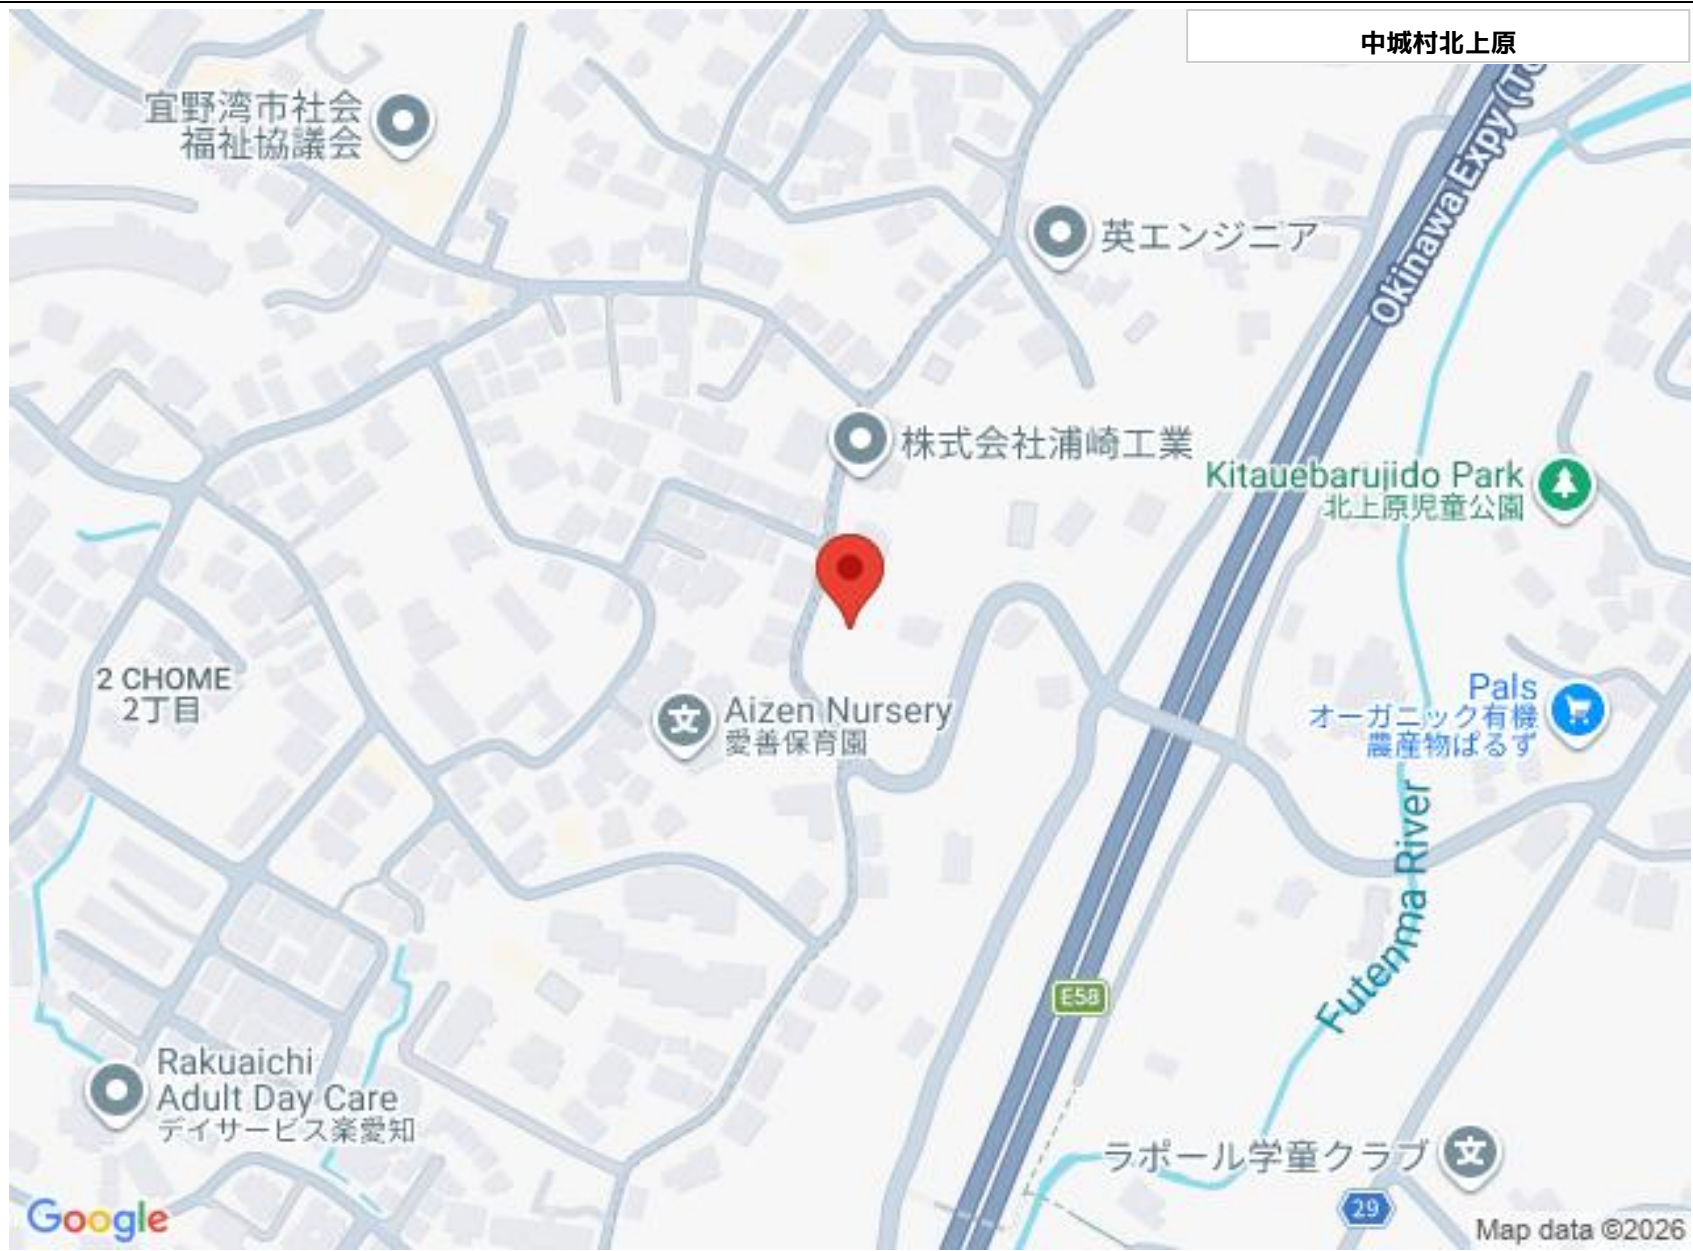 中城村北上原
宜野湾市社会
福祉協議会
Okinawa Expy (To
英エンジニア
株式会社浦崎工業
Kitauebarujido Park
北上原児童公園
2 CHOME
2丁目
Aizen Nursery
愛善保育園
Pals
オーガニック有機
農産物ぱるず
Futenma River
E58
Rakuaichi
Adult Day Care
デイサービス楽愛知
ラポール学童クラブ
29
Google
Map data ©2026